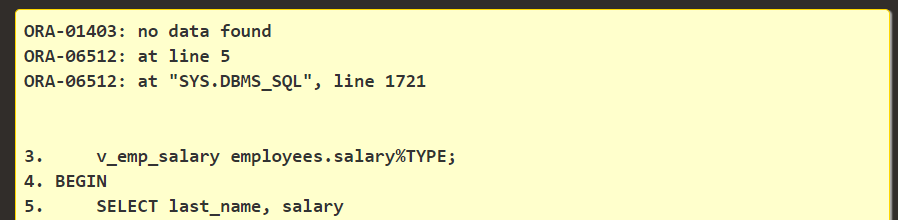 ORA-01403: no data found
ORA-06512: at line 5
ORA-06512: at "SYS.DBMS_SQL", line 1721
3.     v_emp_salary employees.salary%TYPE;
4. BEGIN
5.     SELECT last_name, salary